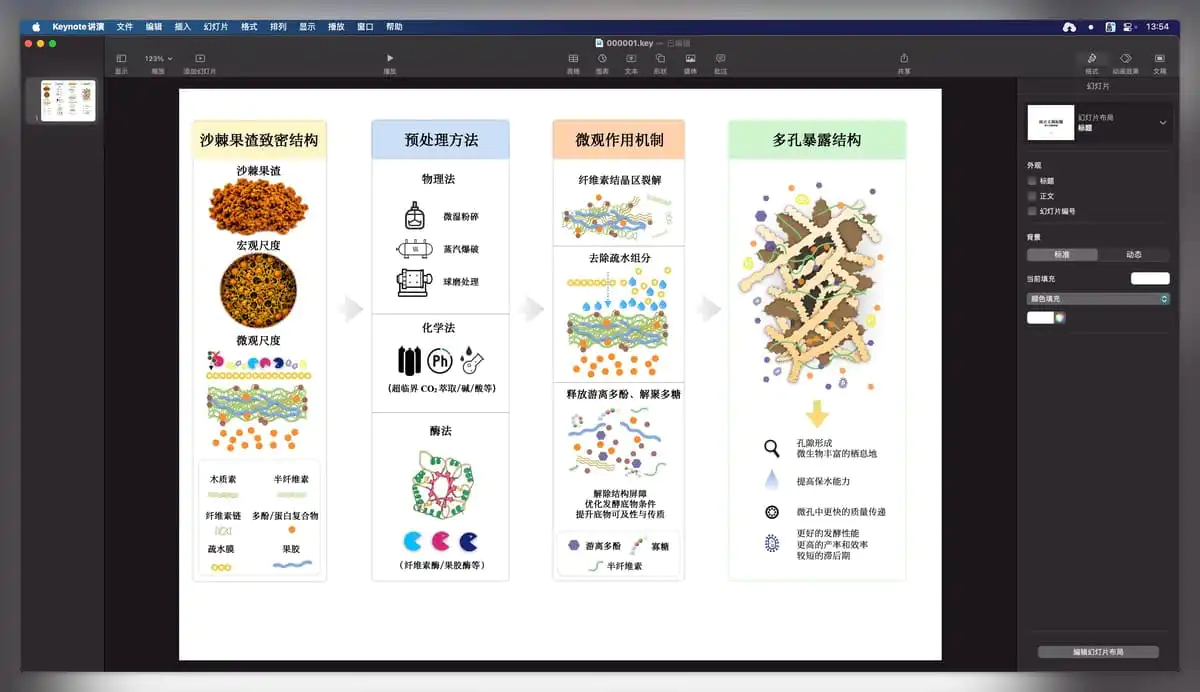 Keynote 讲演 文件 编辑 插入 幻灯片 格式 排列 显示 播放 窗口 帮助
13:54
000001.key — 已编辑
123%
显示 缩放 添加幻灯片 播放 表格 图表 文本 形状 媒体 批注 共享 格式 动画效果 文稿
1
沙棘果渣致密结构
沙棘果渣
宏观尺度
微观尺度
木质素 半纤维素
纤维素链 多酚/蛋白复合物
疏水膜 果胶
预处理方法
物理法
微湿粉碎
蒸汽爆破
球磨处理
化学法
Ph
(超临界 CO₂ 萃取/碱/酸等)
酶法
(纤维素酶/果胶酶等)
微观作用机制
纤维素结晶区裂解
去除疏水组分
释放游离多酚、解聚多糖
解除结构屏障
优化发酵底物条件
提升底物可及性与传质
游离多酚 寡糖
半纤维素
多孔暴露结构
孔隙形成
微生物丰富的栖息地
提高保水能力
微孔中更快的质量传递
更好的发酵性能
更高的产率和效率
较短的滞后期
幻灯片
幻灯片布局
标题
外观
标题
正文
幻灯片编号
背景
标准 动态
当前填充
颜色填充
编辑幻灯片布局